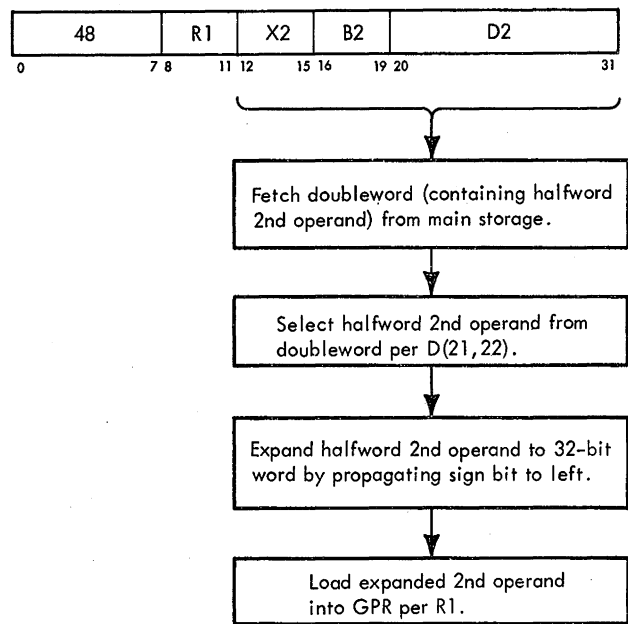 48 R1 X2 B2 D2
0 7 8 11 12 15 16 19 20 31
Fetch doubleword (containing halfword
2nd operand) from main storage.
Select halfword 2nd operand from
doubleword per D(21,22).
Expand halfword 2nd operand to 32-bit
word by propagating sign bit to left.
Load expanded 2nd operand
into GPR per R1.